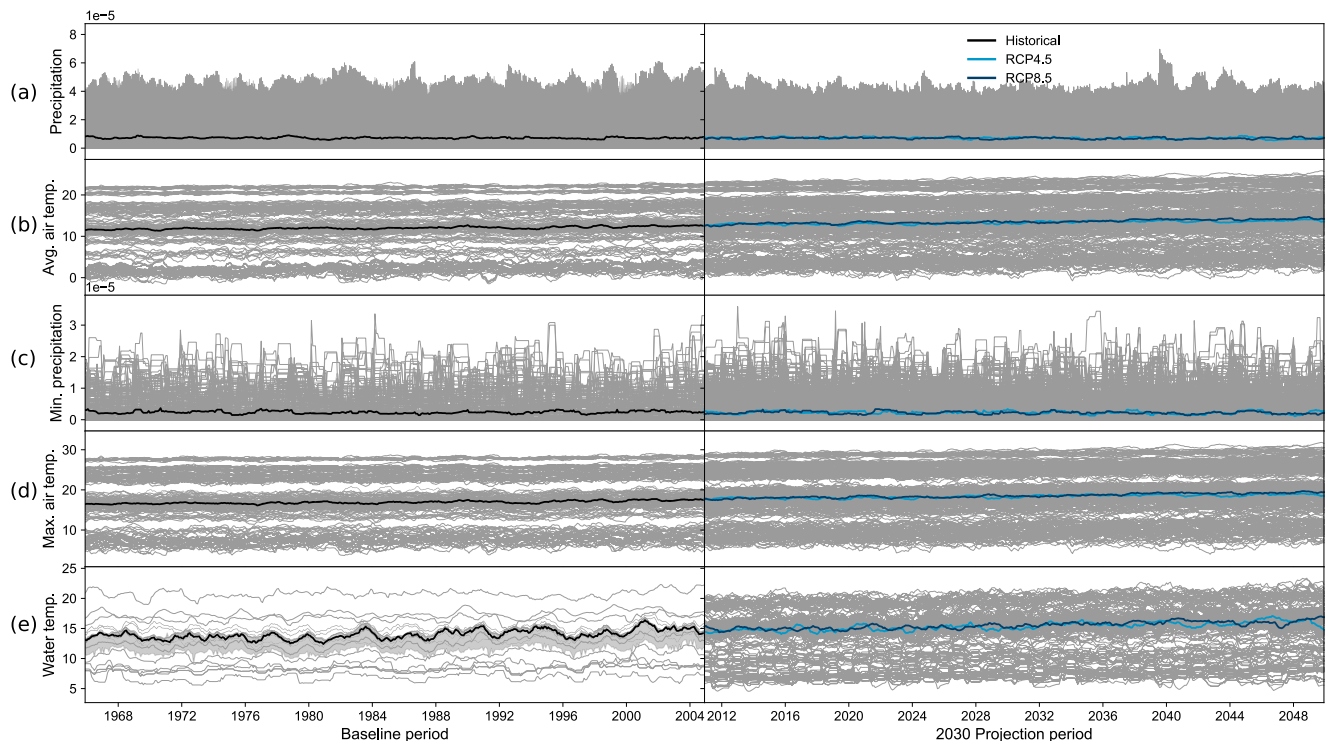 1e−5
(a)
Precipitation
8
6
4
2
0
Historical
RCP4.5
RCP8.5
(b)
Avg. air temp.
20
10
0
1e−5
(c)
Min. precipitation
3
2
1
0
(d)
Max. air temp.
30
20
10
(e)
Water temp.
25
20
15
10
5
1968 1972 1976 1980 1984 1988 1992 1996 2000 2004 2012 2016 2020 2024 2028 2032 2036 2040 2044 2048
Baseline period 2030 Projection period